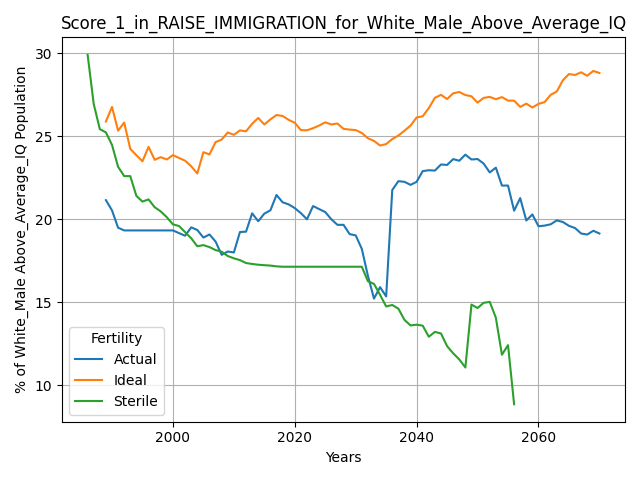 Score_1_in_RAISE_IMMIGRATION_for_White_Male_Above_Average_IQ
% of White_Male Above_Average_IQ Population
30
25
20
15
10
Fertility
Actual
Ideal
Sterile
2000
2020
2040
2060
Years